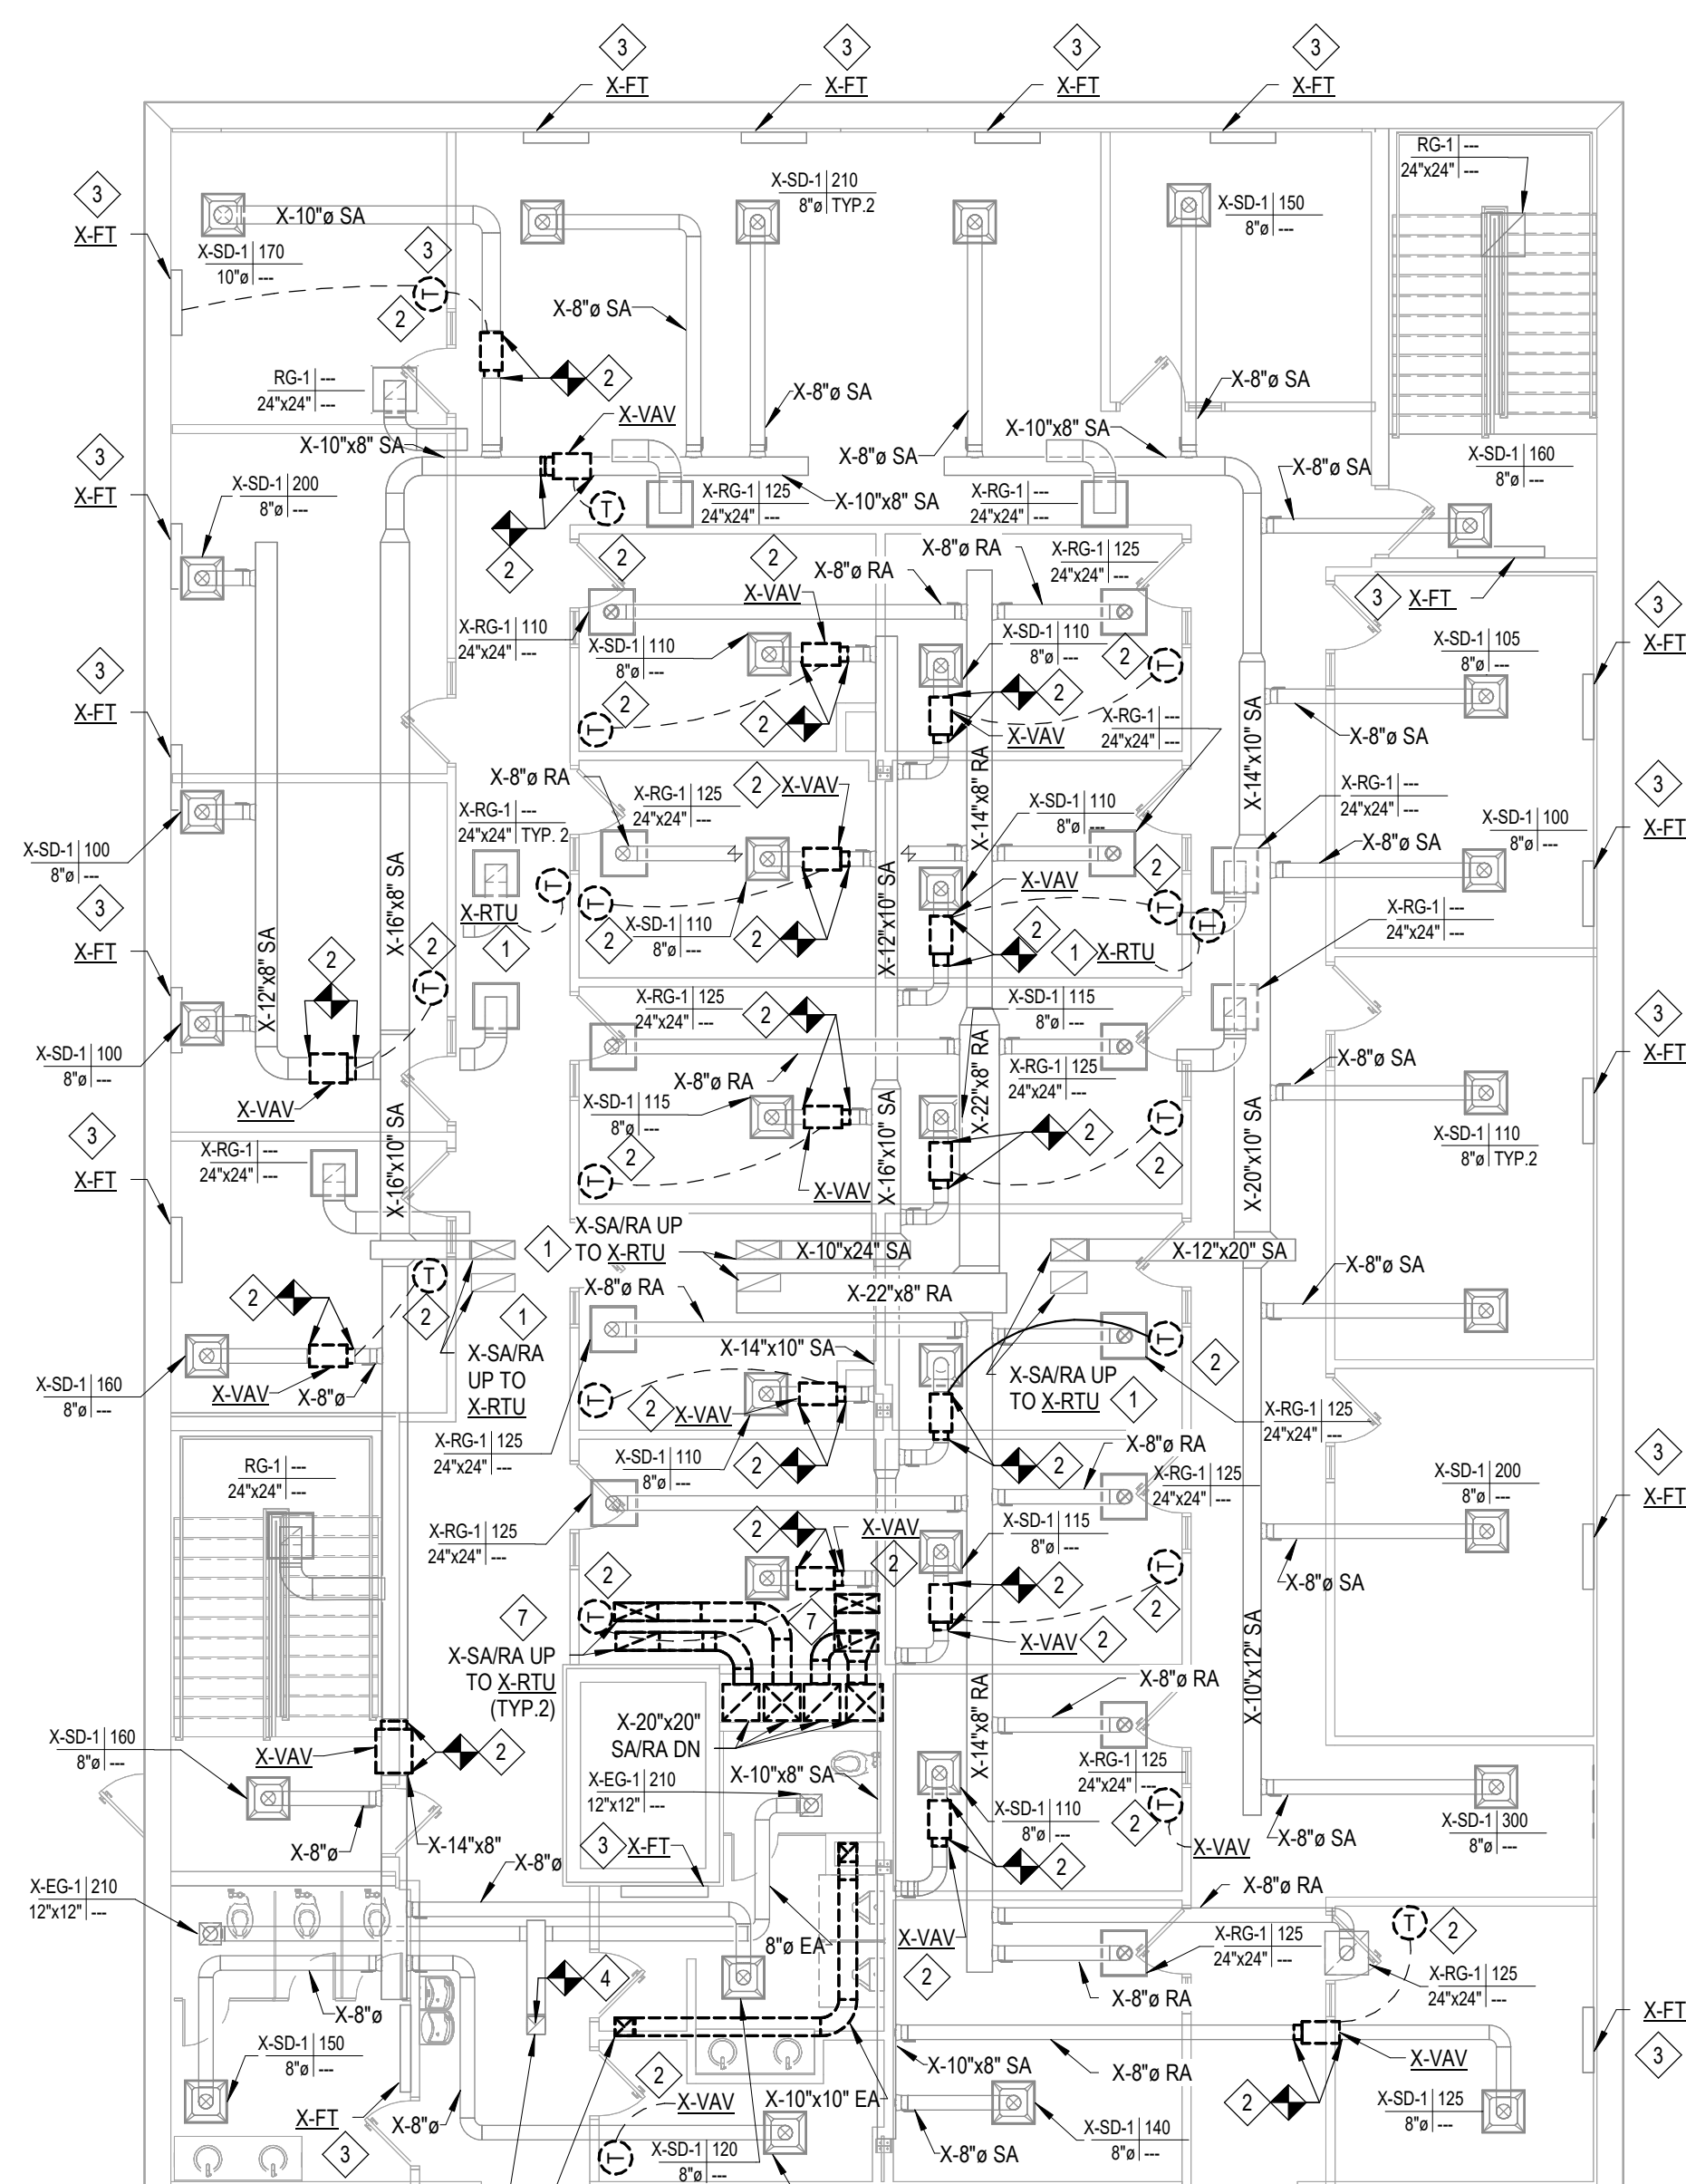 3
X-FT
3
X-FT
3
X-FT
3
X-FT
3
X-FT
X-10"ø SA
X-SD-1 170
10"ø ---
3
T
2
X-SD-1 210
8"ø TYP.2
X-SD-1 150
8"ø ---
RG-1 ---
24"x24" ---
X-8"ø SA
RG-1 ---
24"x24" ---
2
X-8"ø SA
X-8"ø SA
X-VAV
X-10"x8" SA
X-10"x8" SA
X-8"ø SA
X-8"ø SA
X-SD-1 160
8"ø ---
3
X-FT
X-SD-1 200
8"ø ---
X-RG-1 125
24"x24" ---
X-10"x8" SA
X-RG-1 ---
24"x24" ---
T
2
2
2
X-VAV
X-8"ø RA
X-8"ø RA
X-RG-1 125
24"x24" ---
3
X-FT
3
X-FT
X-RG-1 110
24"x24" ---
X-SD-1 110
8"ø ---
X-SD-1 110
8"ø ---
2
T
X-SD-1 105
8"ø ---
3
X-FT
2
T
2
2
X-VAV
X-RG-1 ---
24"x24" ---
X-8"ø SA
X-14"x10" SA
X-14"x8" RA
X-8"ø RA
X-RG-1 ---
24"x24" TYP. 2
X-RG-1 125
24"x24" ---
2
X-VAV
X-SD-1 110
8"ø ---
X-RG-1 ---
24"x24" ---
X-8"ø SA
X-SD-1 100
8"ø ---
3
X-FT
X-SD-1 100
8"ø ---
3
X-FT
X-12"x8" SA
X-16"x8" SA
2
2
T
X-RTU
T
1
T
2
X-SD-1 110
8"ø ---
2
X-12"x10" SA
X-VAV
2
2
T
T
1
X-RTU
X-RG-1 ---
24"x24" ---
X-RG-1 125
24"x24" ---
2
X-SD-1 115
8"ø ---
3
X-FT
X-SD-1 100
8"ø ---
X-VAV
X-8"ø RA
X-22"x8" RA
X-RG-1 125
24"x24" ---
X-8"ø SA
X-SD-1 115
8"ø ---
2
T
X-VAV
X-16"x10" SA
2
T
2
X-SD-1 110
8"ø TYP.2
3
X-FT
X-RG-1 ---
24"x24" ---
X-16"x10" SA
X-20"x10" SA
X-SA/RA UP
TO X-RTU
1
X-10"x24" SA
X-12"x20" SA
2
T
2
X-8"ø RA
X-22"x8" RA
X-8"ø SA
1
X-SA/RA
UP TO
X-RTU
X-14"x10" SA
X-SA/RA UP
TO X-RTU
1
T
2
X-SD-1 160
8"ø ---
X-VAV
X-8"ø
T
2
X-VAV
X-RG-1 125
24"x24" ---
X-RG-1 125
24"x24" ---
X-SD-1 110
8"ø ---
2
2
X-8"ø RA
X-RG-1 125
24"x24" ---
X-SD-1 200
8"ø ---
3
X-FT
RG-1 ---
24"x24" ---
X-RG-1 125
24"x24" ---
2
X-VAV
2
X-SD-1 115
8"ø ---
2
T
2
X-8"ø SA
2
T
7
7
X-SA/RA UP
TO X-RTU
(TYP.2)
X-VAV
2
X-10"x12" SA
X-8"ø RA
X-14"x8" RA
X-20"x20"
SA/RA DN
X-SD-1 160
8"ø ---
X-VAV
2
X-EG-1 210
12"x12" ---
X-10"x8" SA
X-RG-1 125
24"x24" ---
X-8"ø
X-14"x8"
X-SD-1 110
8"ø ---
2
T
2
X-VAV
X-8"ø SA
X-SD-1 300
8"ø ---
3
X-FT
X-8"ø
X-EG-1 210
12"x12" ---
X-8"ø RA
8"ø EA
X-VAV
2
X-RG-1 125
24"x24" ---
T
2
4
X-8"ø
X-8"ø RA
X-RG-1 125
24"x24" ---
X-FT
3
X-SD-1 150
8"ø ---
2
X-VAV
X-10"x8" SA
X-8"ø RA
X-VAV
X-FT
3
X-8"ø
X-10"x10" EA
2
X-SD-1 125
8"ø ---
T
X-SD-1 120
8"ø ---
X-8"ø SA
X-SD-1 140
8"ø ---